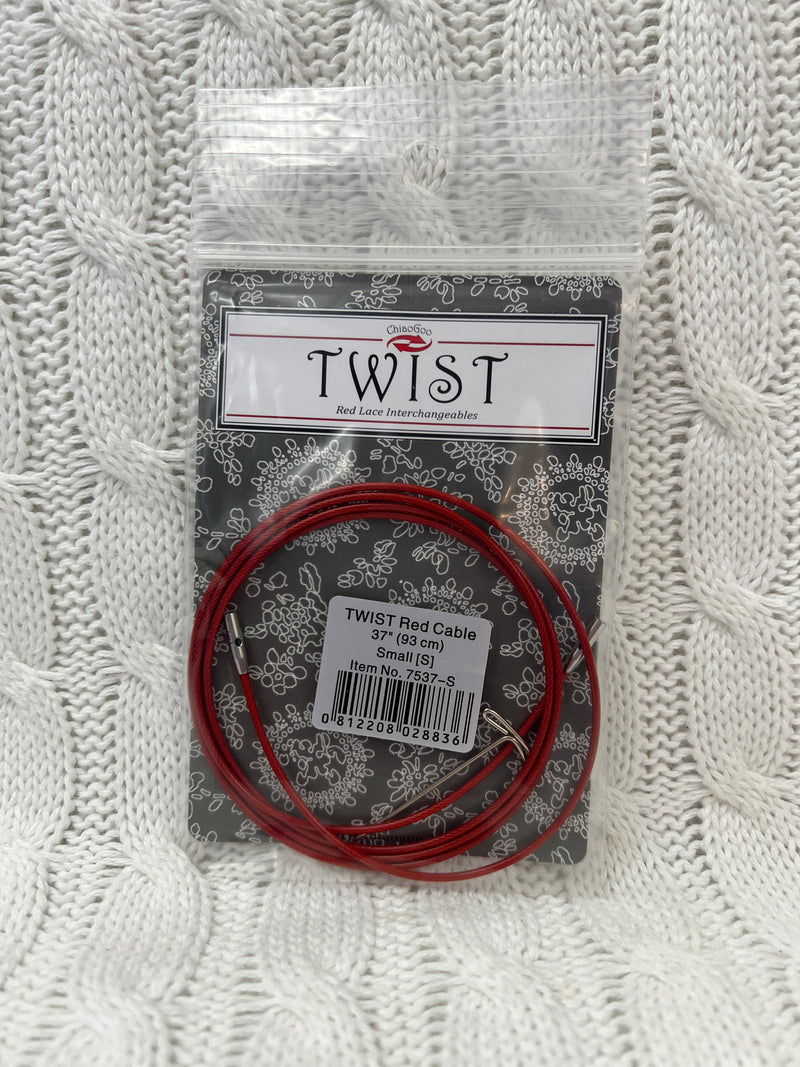 ChiaoGoo
TWIST
Red Lace Interchangeables
TWIST Red Cable
37" (93 cm)
Small [S]
Item No. 7537-S
0 812208 028836